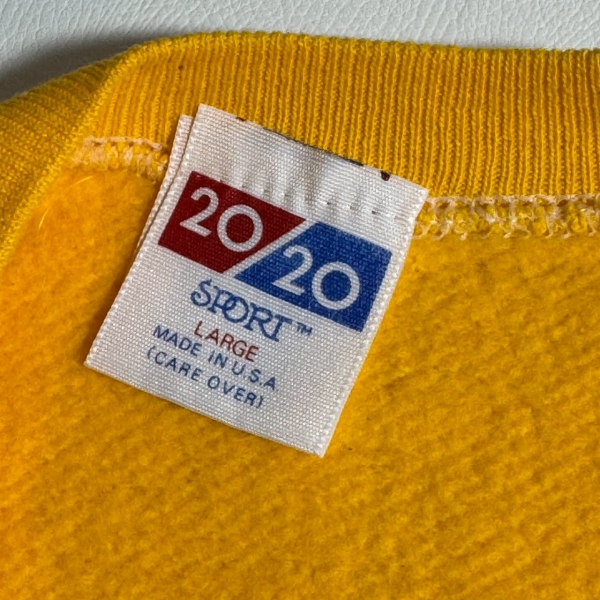 20/20
SPORT™
LARGE
MADE IN U.S.A
(CARE OVER)